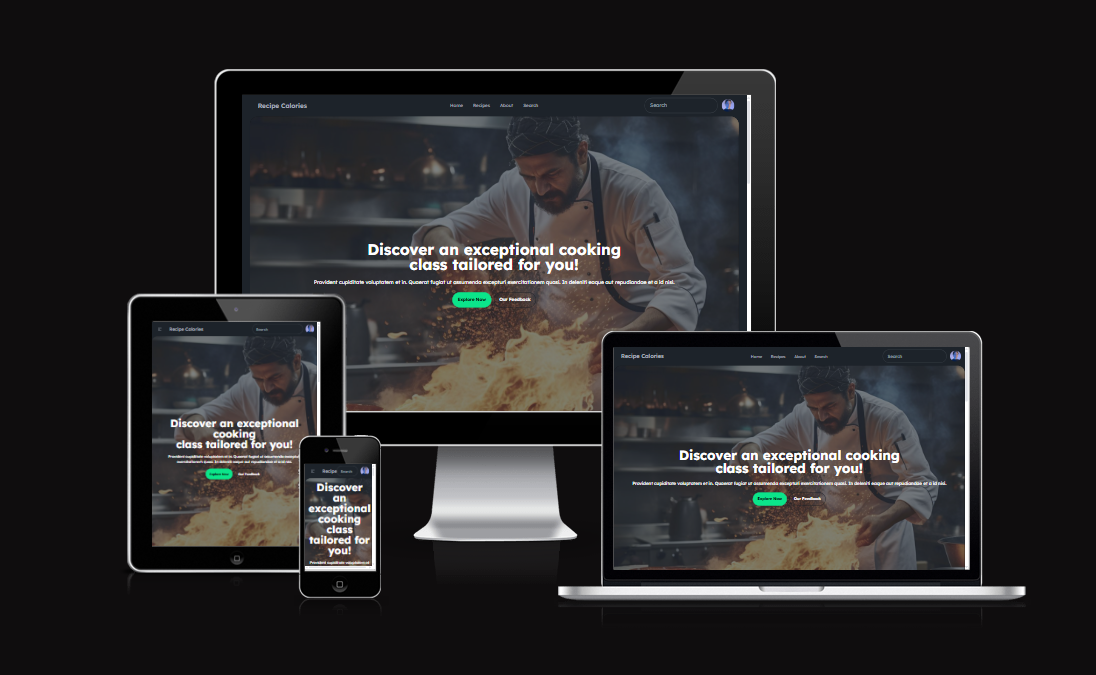 Recipe Calories
Home Recipes About Search
Search
Discover an exceptional cooking
class tailored for you!
Provident cupiditate voluptatem et in. Quaerat fugiat ut assumenda excepturi exercitationem quasi. In deleniti eaque aut repudiandae et a id nisi.
Explore Now Our Feedback
Recipe Calories
Search
Discover an exceptional
cooking
class tailored for you!
Provident cupiditate voluptatem et in. Quaerat fugiat ut assumenda excepturi
exercitationem quasi. In deleniti eaque aut repudiandae et a id nisi.
Explore Now Our Feedback
Recipe Search
Discover
an
exceptional
cooking
class
tailored for
you!
Provident cupiditate voluptatem et
Recipe Calories
Home Recipes About Search
Search
Discover an exceptional cooking
class tailored for you!
Provident cupiditate voluptatem et in. Quaerat fugiat ut assumenda excepturi exercitationem quasi. In deleniti eaque aut repudiandae et a id nisi.
Explore Now Our Feedback